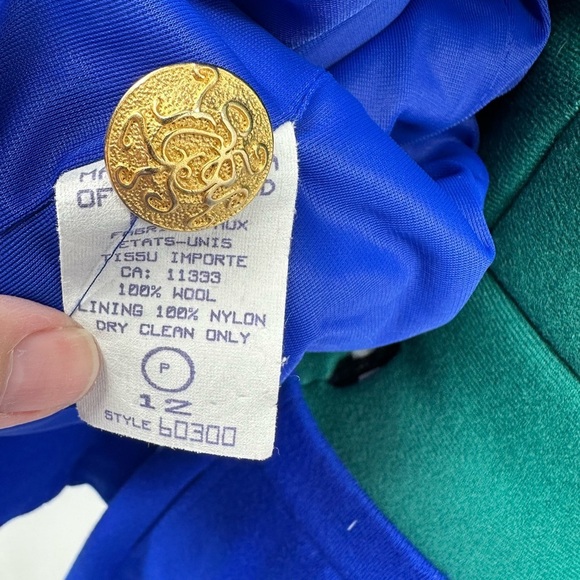 OF
ETATS-UNIS
TISSU IMPORTE
CA: 11333
100% WOOL
LINING 100% NYLON
DRY CLEAN ONLY
P
12
STYLE 60300